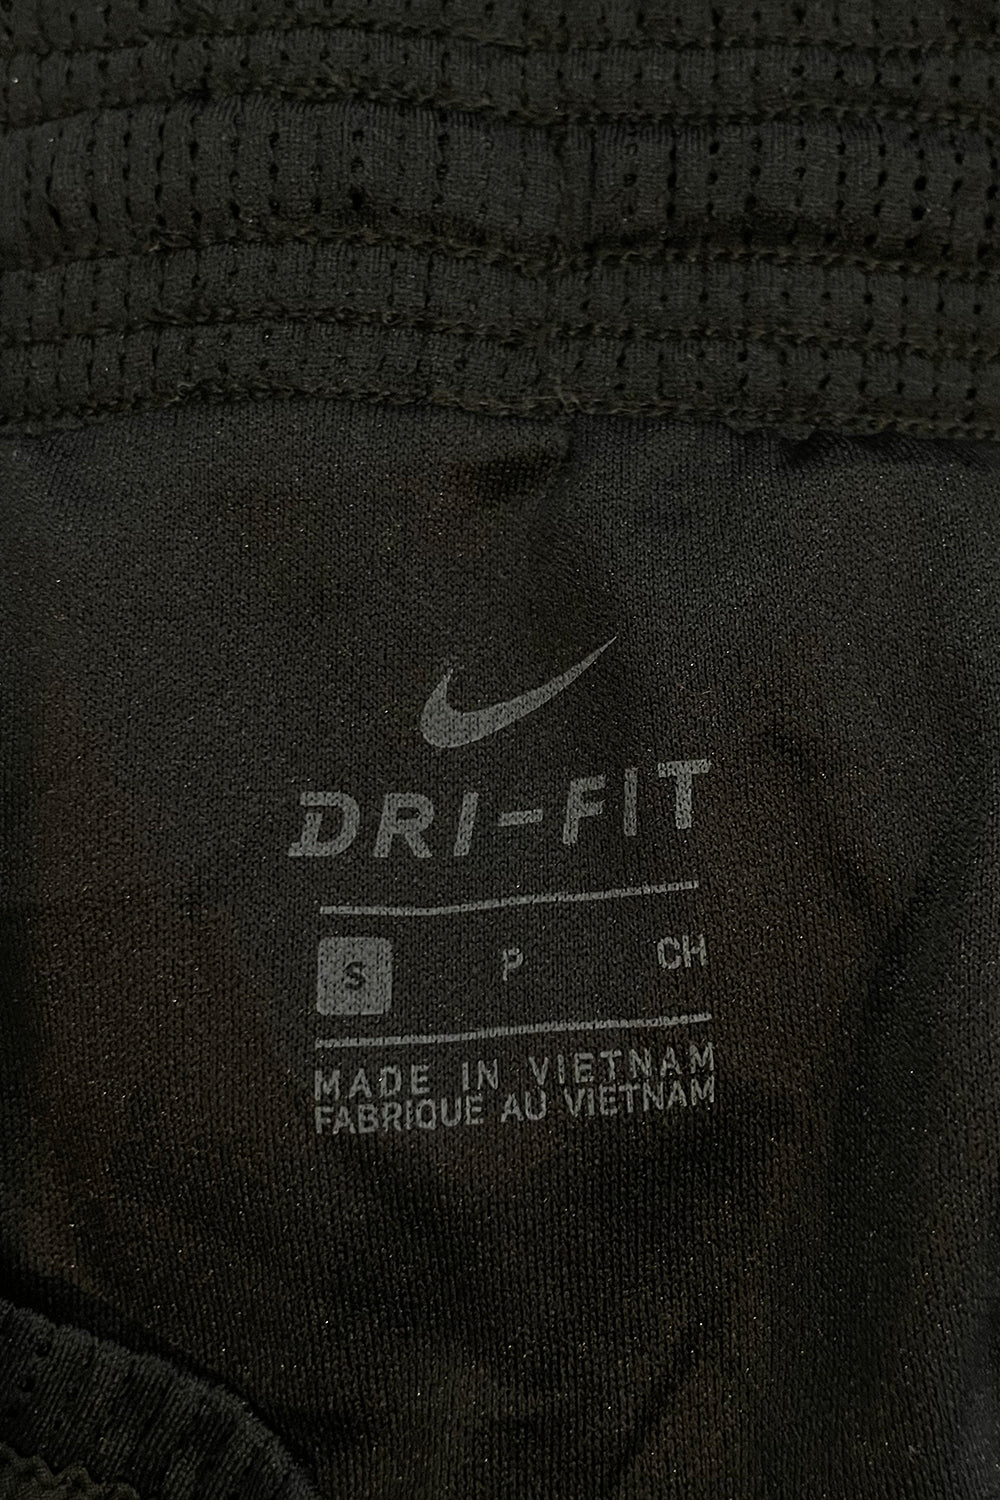 DRI-FIT
S P CH
MADE IN VIETNAM
FABRIQUE AU VIETNAM